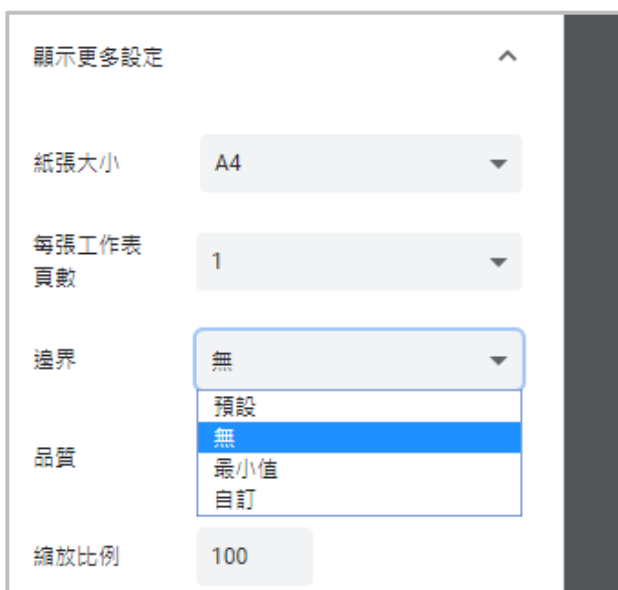 顯示更多設定
紙張大小
A4
每張工作表
頁數
1
邊界
無
預設
無
最小值
自訂
品質
縮放比例
100